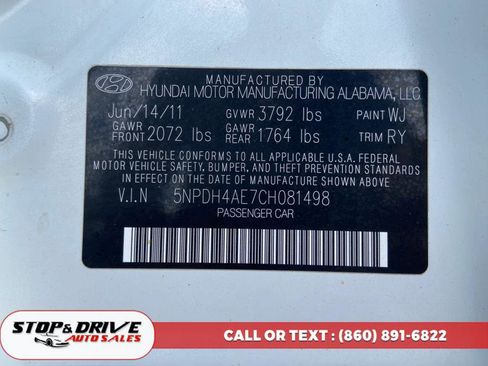 MANUFACTURED BY
HYUNDAI MOTOR MANUFACTURING ALABAMA, LLC
Jun/14/11 GVWR 3792 lbs PAINT WJ
GAWR FRONT 2072 lbs GAWR REAR 1764 lbs TRIM RY
THIS VEHICLE CONFORMS TO ALL APPLICABLE U.S.A. FEDERAL
MOTOR VEHICLE SAFETY, BUMPER, AND THEFT PREVENTION
STANDARDS IN EFFECT ON THE DATE OF MANUFACTURE SHOWN ABOVE.
V.I.N 5NPDH4AE7CH081498
PASSENGER CAR
STOP & DRIVE
AUTO SALES
CALL OR TEXT : (860) 891-6822